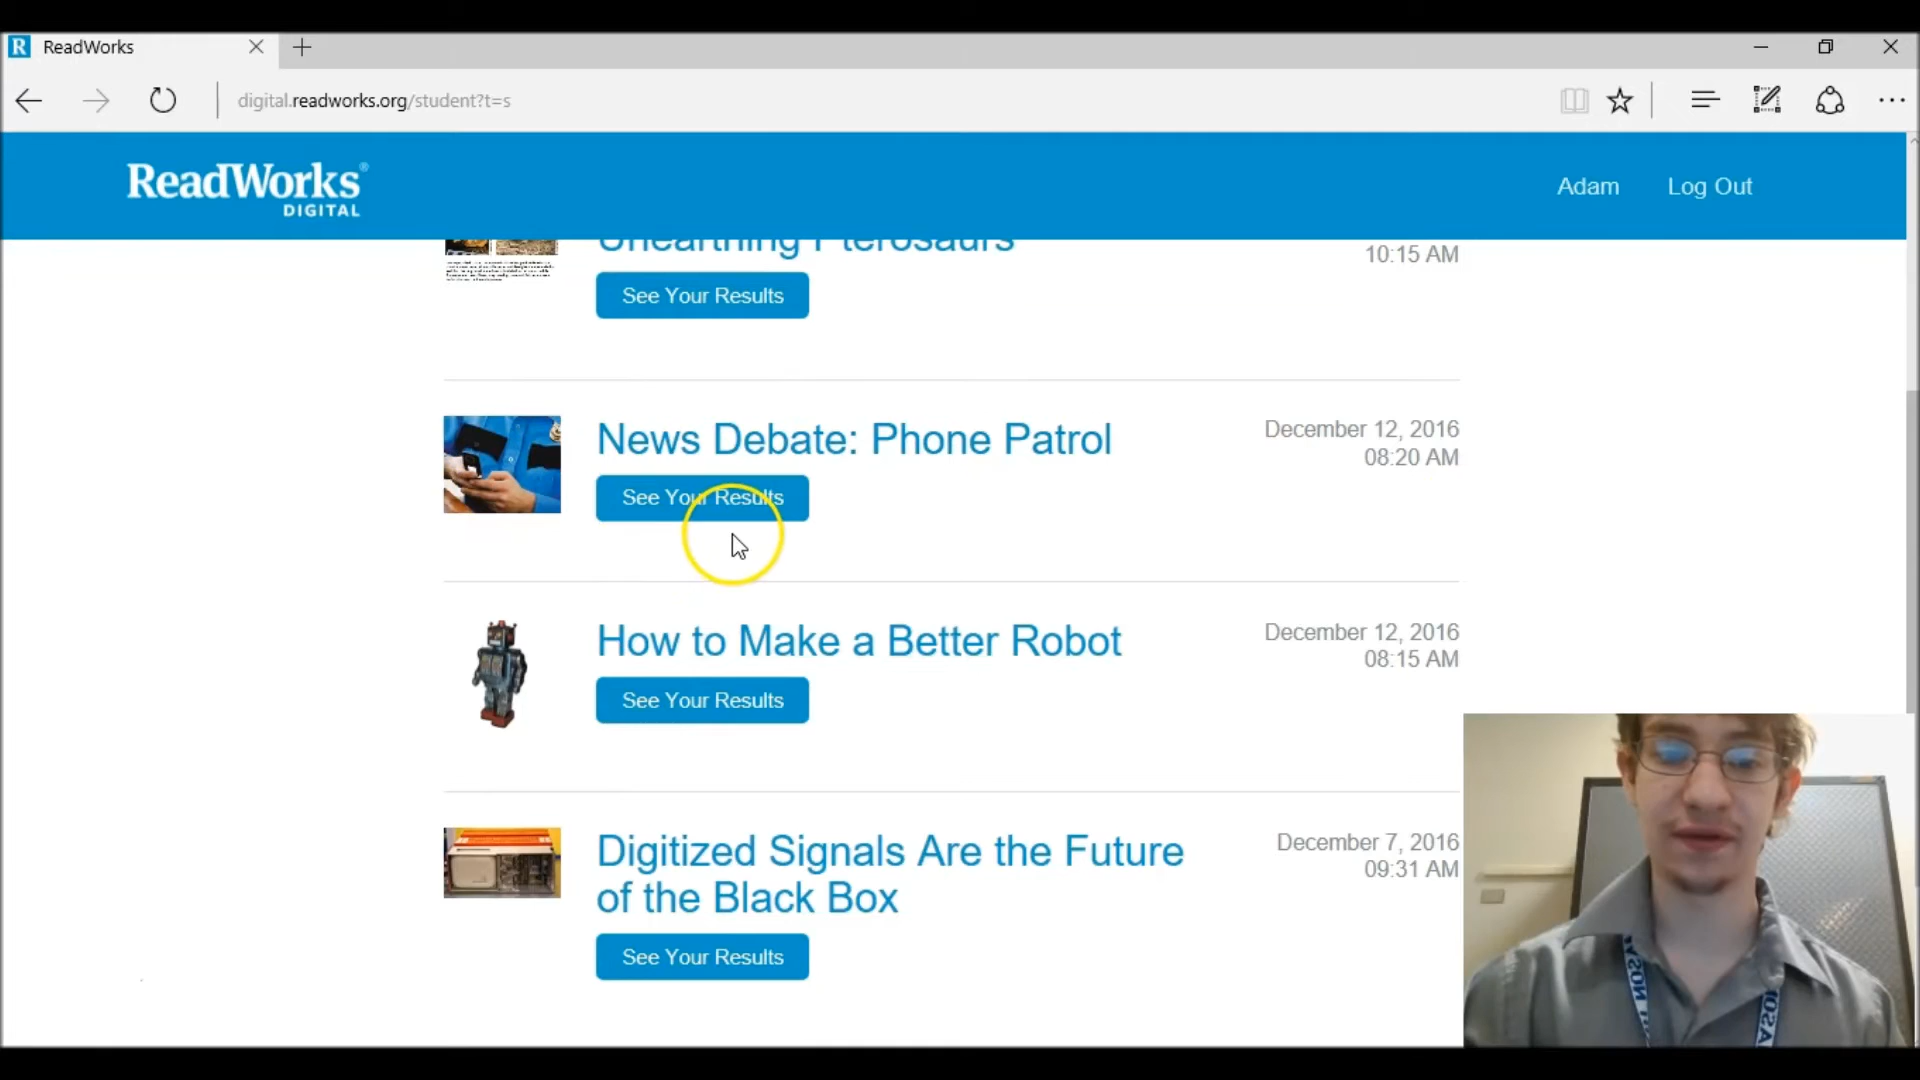 R ReadWorks
digital.readworks.org/student?t=s
ReadWorks®
DIGITAL
Adam Log Out
Unearthing Pterosaurs
10:15 AM
See Your Results
News Debate: Phone Patrol
December 12, 2016
08:20 AM
See Your Results
How to Make a Better Robot
December 12, 2016
08:15 AM
See Your Results
Digitized Signals Are the Future
of the Black Box
December 7, 2016
09:31 AM
See Your Results